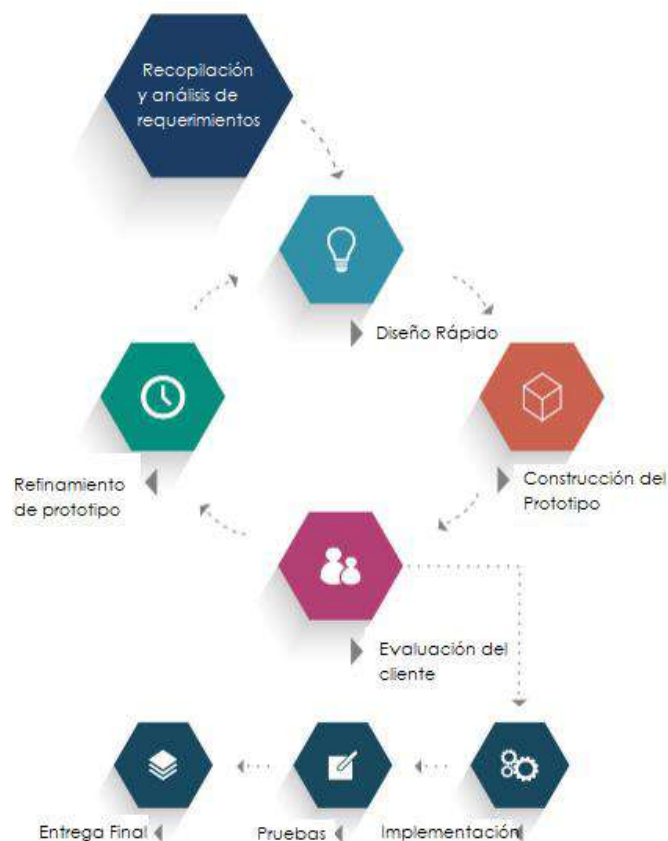 Recopilación
y análisis de
requerimientos
Diseño Rápido
Construcción del
Prototipo
Refinamiento
de prototipo
Evaluación del
cliente
Entrega Final
Pruebas
Implementación